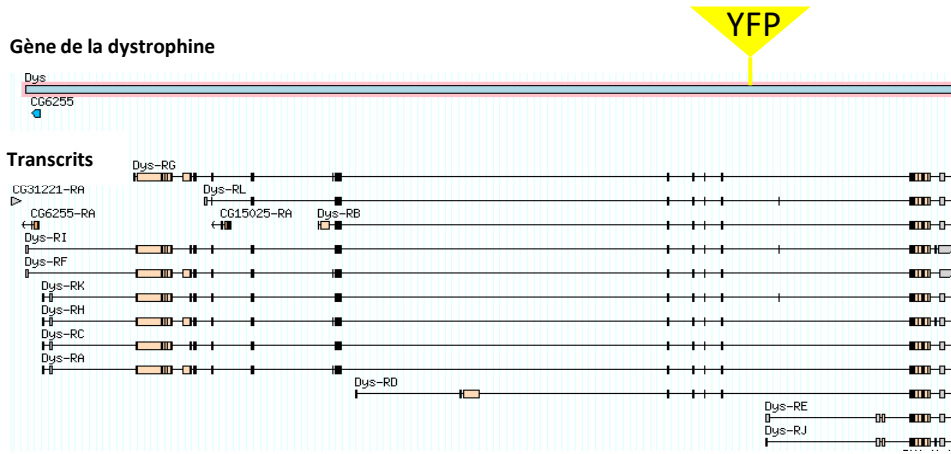 YFP
Gène de la dystrophine
Dys
CG6255
Transcrits
Dys-RG
CG31221-RA
Dys-RL
CG6255-RA
CG15025-RA
Dys-RB
Dys-RI
Dys-RF
Dys-RK
Dys-RH
Dys-RC
Dys-RA
Dys-RD
Dys-RE
Dys-RJ